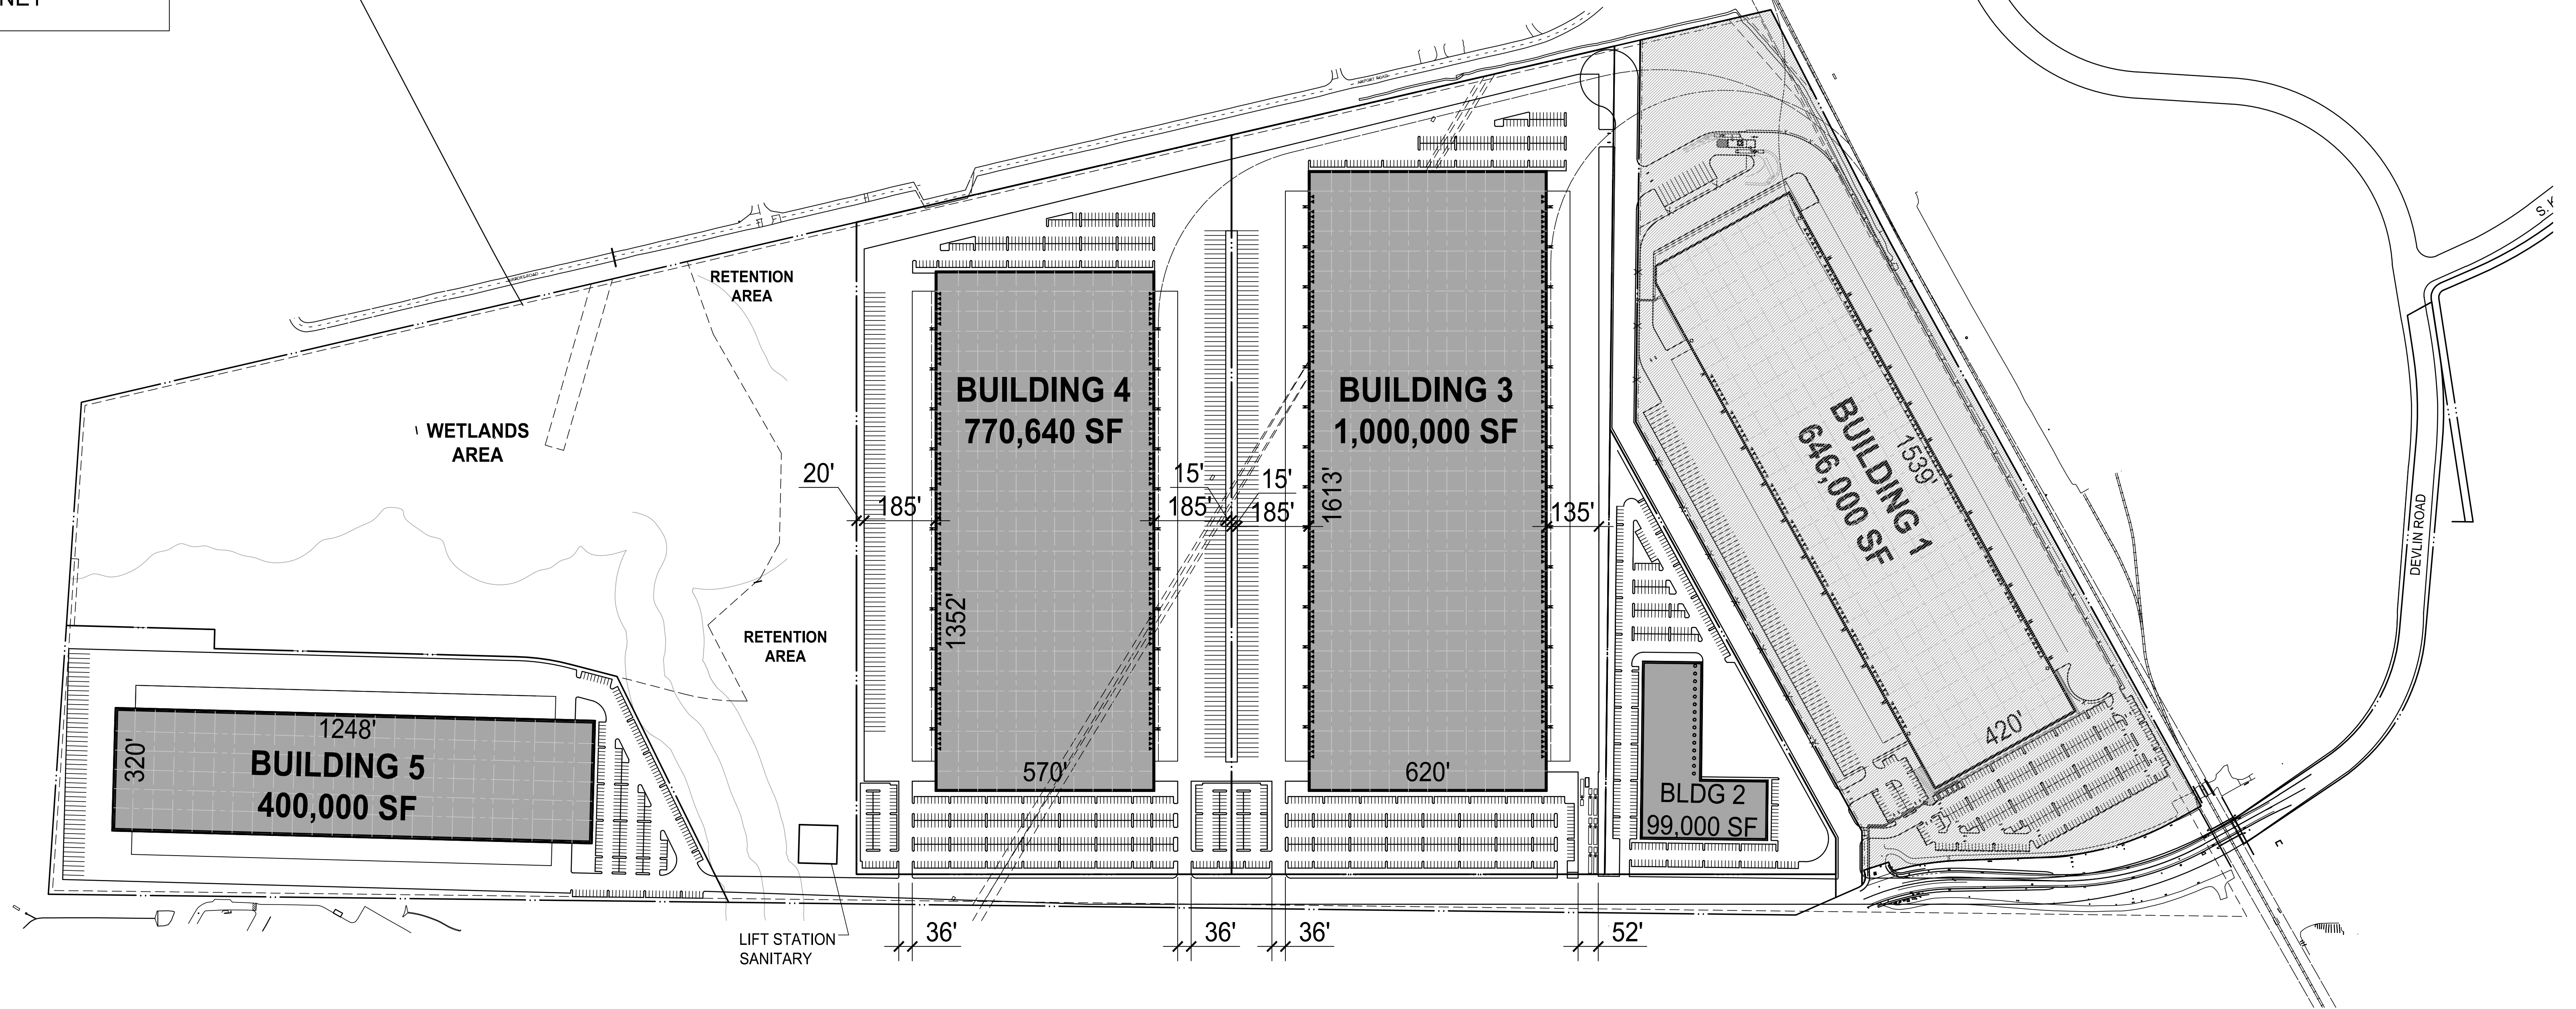 AIRPORT ROAD
RETENTION
AREA
WETLANDS
AREA
BUILDING 4
770,640 SF
BUILDING 3
1,000,000 SF
BUILDING 1
646,000 SF
1539'
420'
20'
185'
15'
185'
15'
185'
1613'
135'
1352'
DEVLIN ROAD
RETENTION
AREA
1248'
320'
BUILDING 5
400,000 SF
570'
620'
BLDG 2
99,000 SF
LIFT STATION
SANITARY
36'
36'
36'
52'